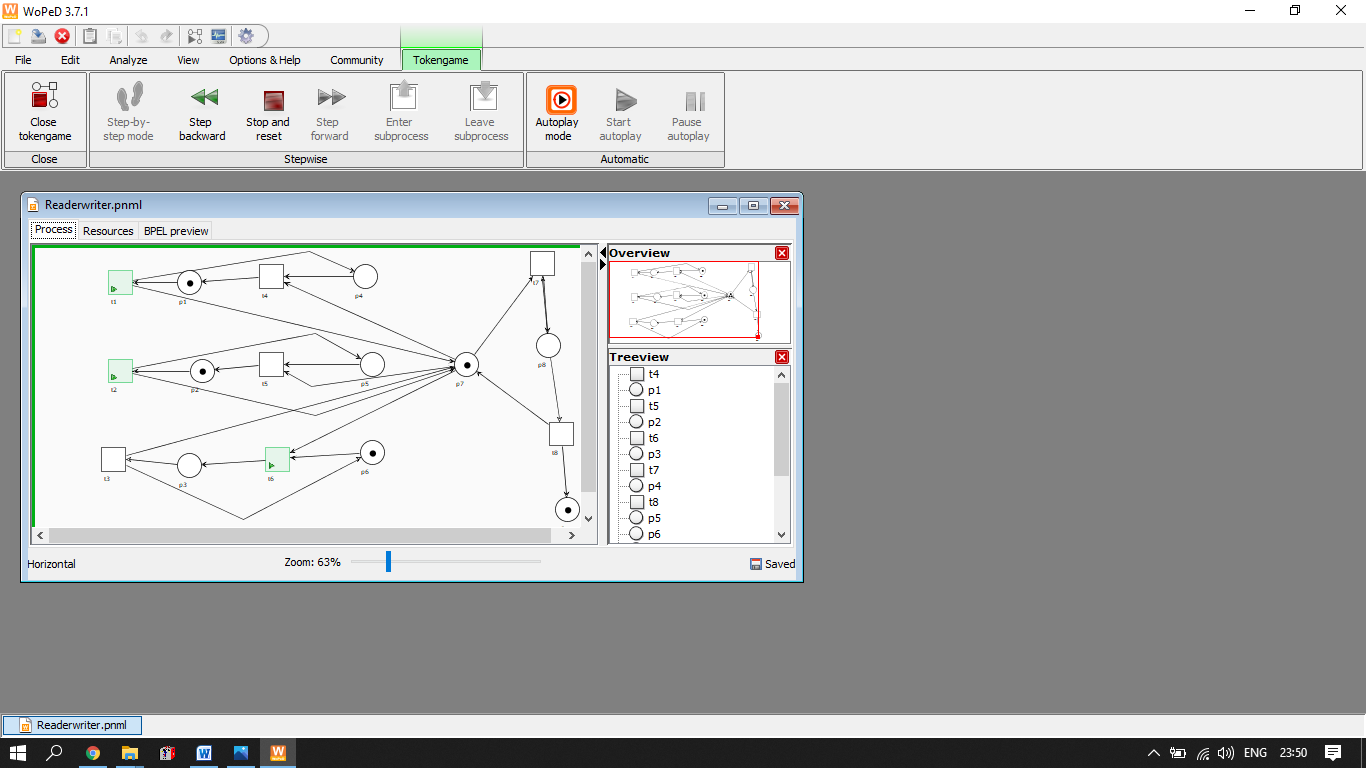 WoPeD 3.7.1
File Edit Analyze View Options & Help Community Tokengame
Close tokengame
Step-by-step mode
Step backward
Stop and reset
Step forward
Enter subprocess
Leave subprocess
Autoplay mode
Start autoplay
Pause autoplay
Close Stepwise Automatic
Readerwriter.pnml
Process Resources BPEL preview
t1 p1 t4 p4 t7
p8
t2 p2 t5 p5 p7
t3 p3 t6 p6 t8
Overview
Treeview
t4
p1
t5
p2
t6
p3
t7
p4
t8
p5
p6
Horizontal Zoom: 63% Saved
Readerwriter.pnml
ENG 23:50